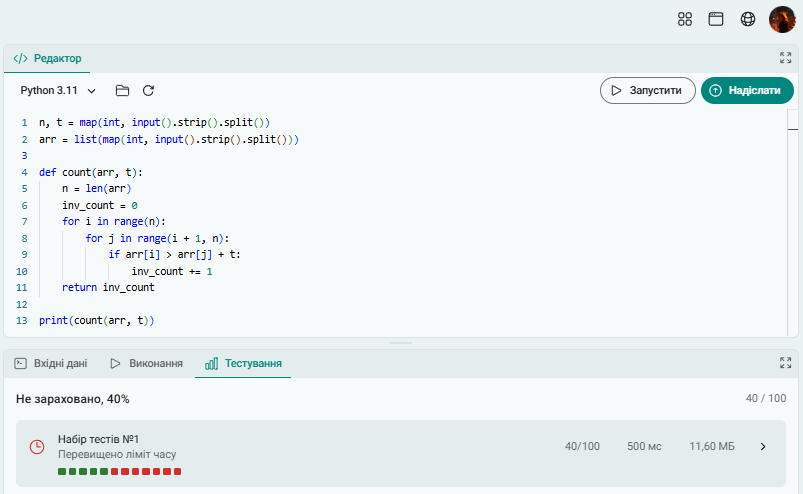 </> Редактор
Python 3.11
Запустити
Надіслати
1 n, t = map(int, input().strip().split())
2 arr = list(map(int, input().strip().split()))
3
4 def count(arr, t):
5     n = len(arr)
6     inv_count = 0
7     for i in range(n):
8         for j in range(i + 1, n):
9             if arr[i] > arr[j] + t:
10                 inv_count += 1
11     return inv_count
12
13 print(count(arr, t))
Вхідні дані
Виконання
Тестування
Не зараховано, 40%
40 / 100
Набір тестів №1
Перевищено ліміт часу
40/100
500 мс
11,60 МБ